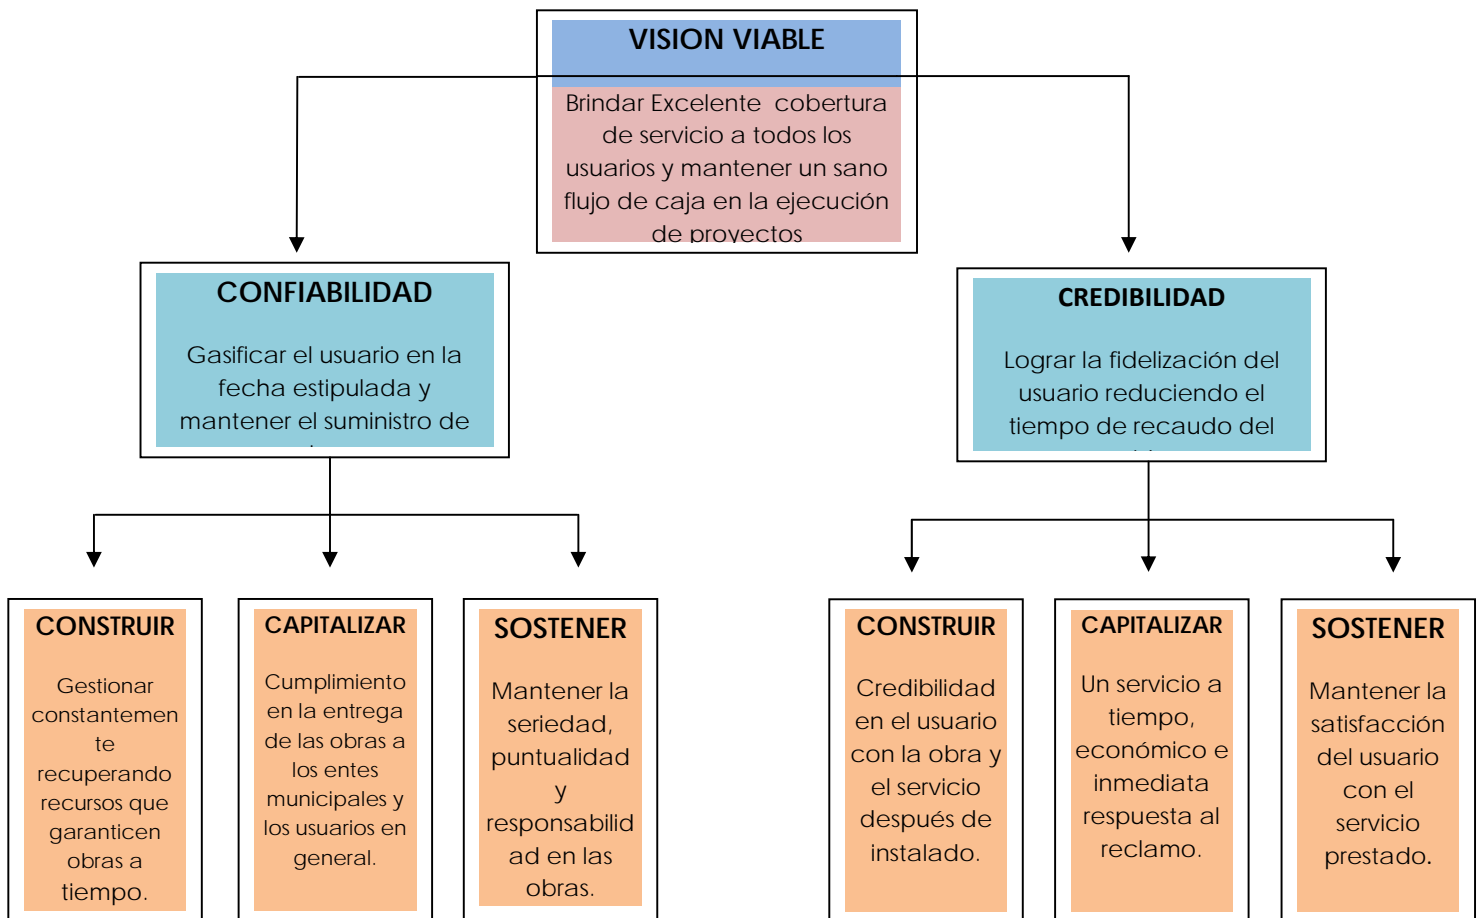 VISION VIABLE
Brindar Excelente cobertura
de servicio a todos los
usuarios y mantener un sano
flujo de caja en la ejecución
de proyectos
CONFIABILIDAD
Gasificar el usuario en la
fecha estipulada y
mantener el suministro de
CREDIBILIDAD
Lograr la fidelización del
usuario reduciendo el
tiempo de recaudo del
CONSTRUIR
Gestionar
constantemen
te
recuperando
recursos que
garanticen
obras a
tiempo.
CAPITALIZAR
Cumplimiento
en la entrega
de las obras a
los entes
municipales y
los usuarios en
general.
SOSTENER
Mantener la
seriedad,
puntualidad
y
responsabilid
ad en las
obras.
CONSTRUIR
Credibilidad
en el usuario
con la obra y
el servicio
después de
instalado.
CAPITALIZAR
Un servicio a
tiempo,
económico e
inmediata
respuesta al
reclamo.
SOSTENER
Mantener la
satisfacción
del usuario
con el
servicio
prestado.